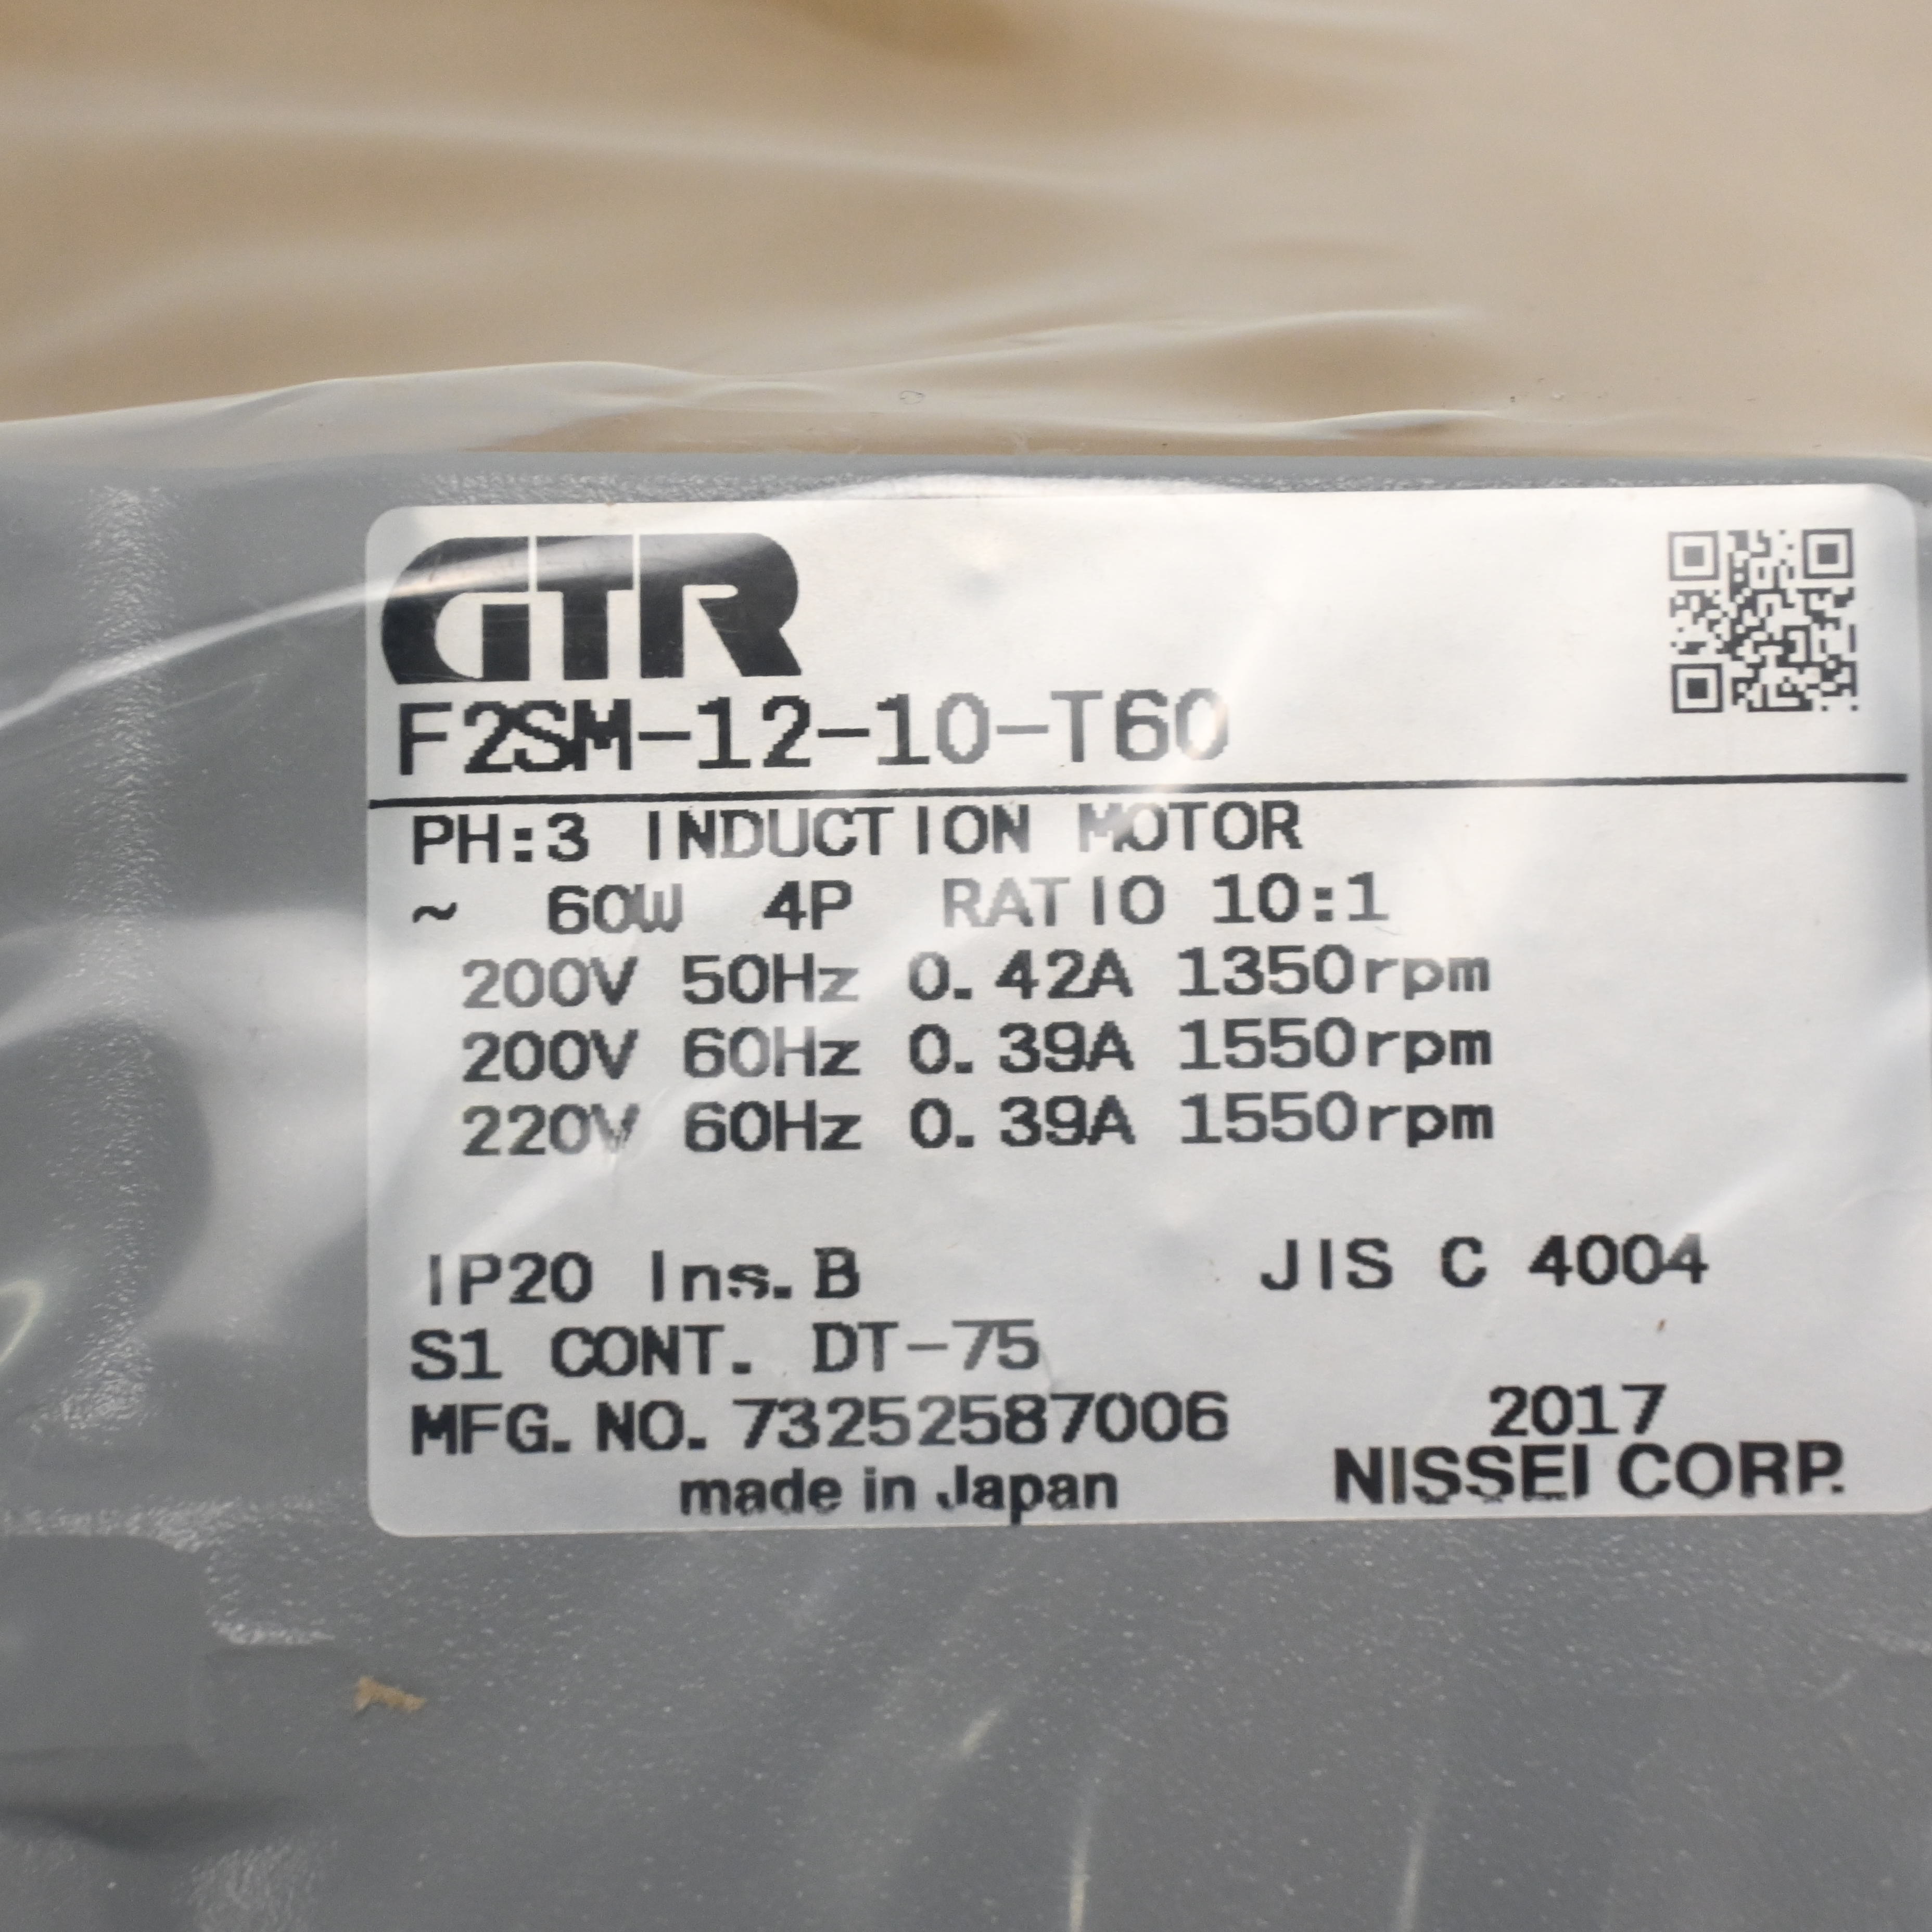 GTR
F2SM-12-10-T60
PH:3 INDUCTION MOTOR
~ 60W 4P RATIO 10:1
200V 50Hz 0.42A 1350rpm
200V 60Hz 0.39A 1550rpm
220V 60Hz 0.39A 1550rpm
IP20 Ins.B JIS C 4004
S1 CONT. DT-75
MFG.NO.73252587006 2017
made in Japan NISSEI CORP.